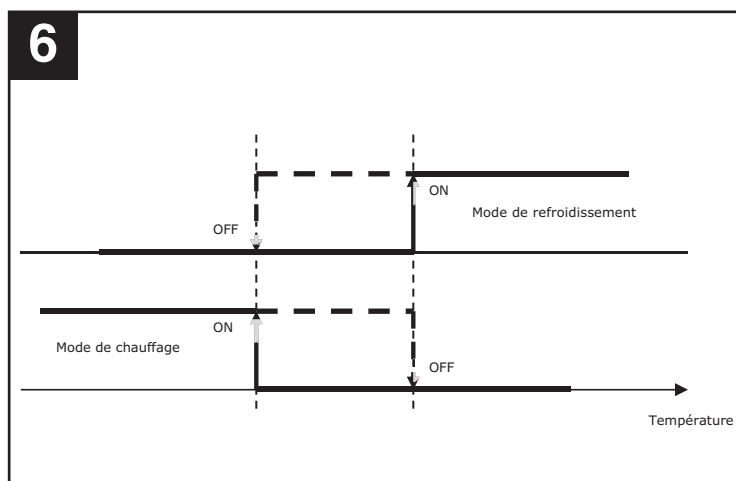 6
ON
Mode de refroidissement
OFF
ON
Mode de chauffage
OFF
Température